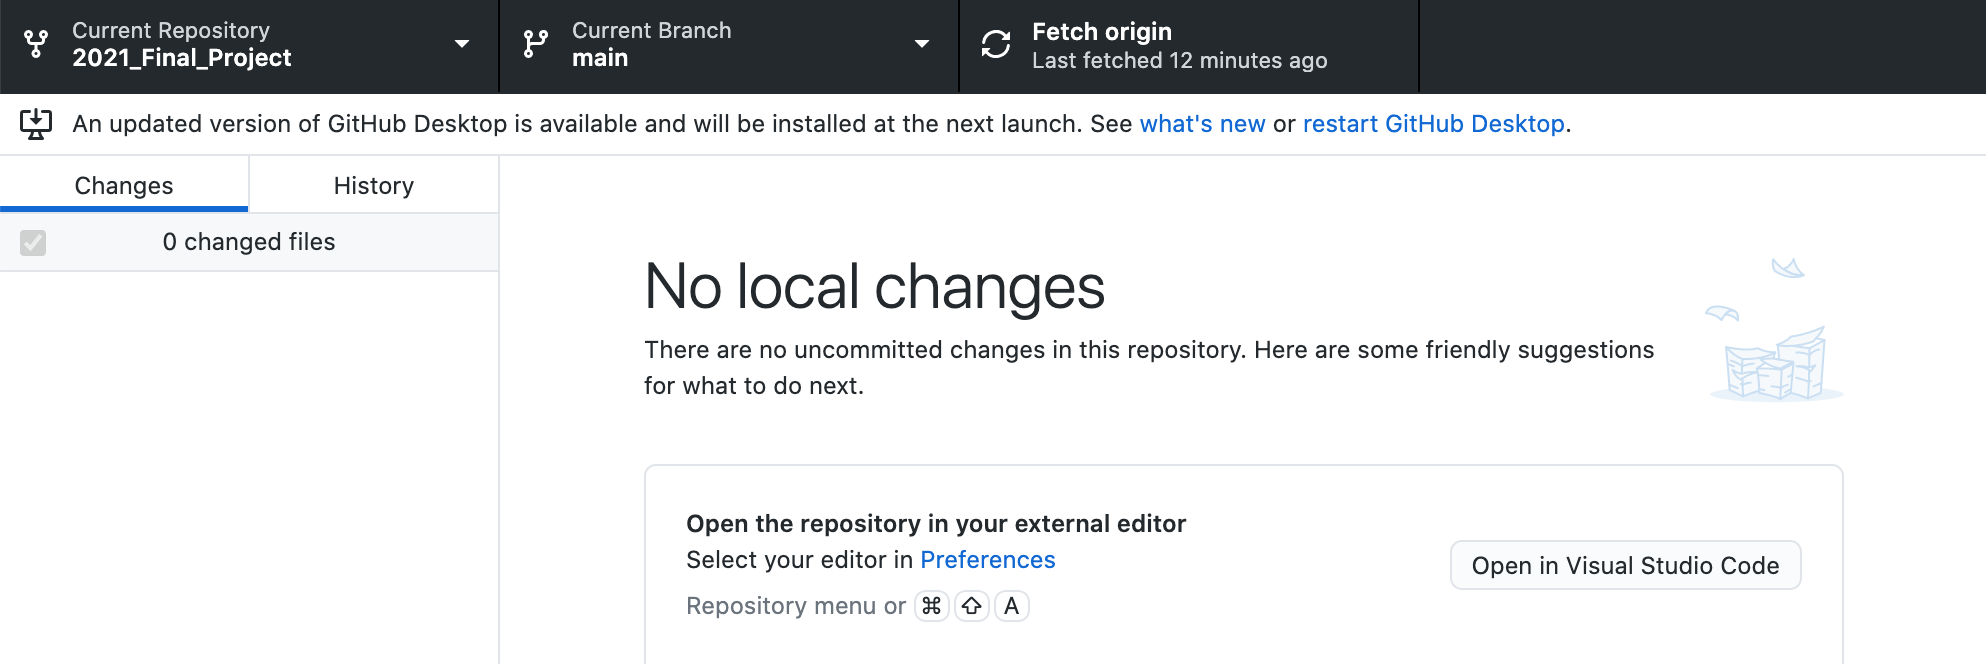 Current Repository
2021_Final_Project
Current Branch
main
Fetch origin
Last fetched 12 minutes ago
An updated version of GitHub Desktop is available and will be installed at the next launch. See what's new or restart GitHub Desktop.
Changes
History
0 changed files
No local changes
There are no uncommitted changes in this repository. Here are some friendly suggestions
for what to do next.
Open the repository in your external editor
Select your editor in Preferences
Repository menu or ⌘ ⇧ A
Open in Visual Studio Code